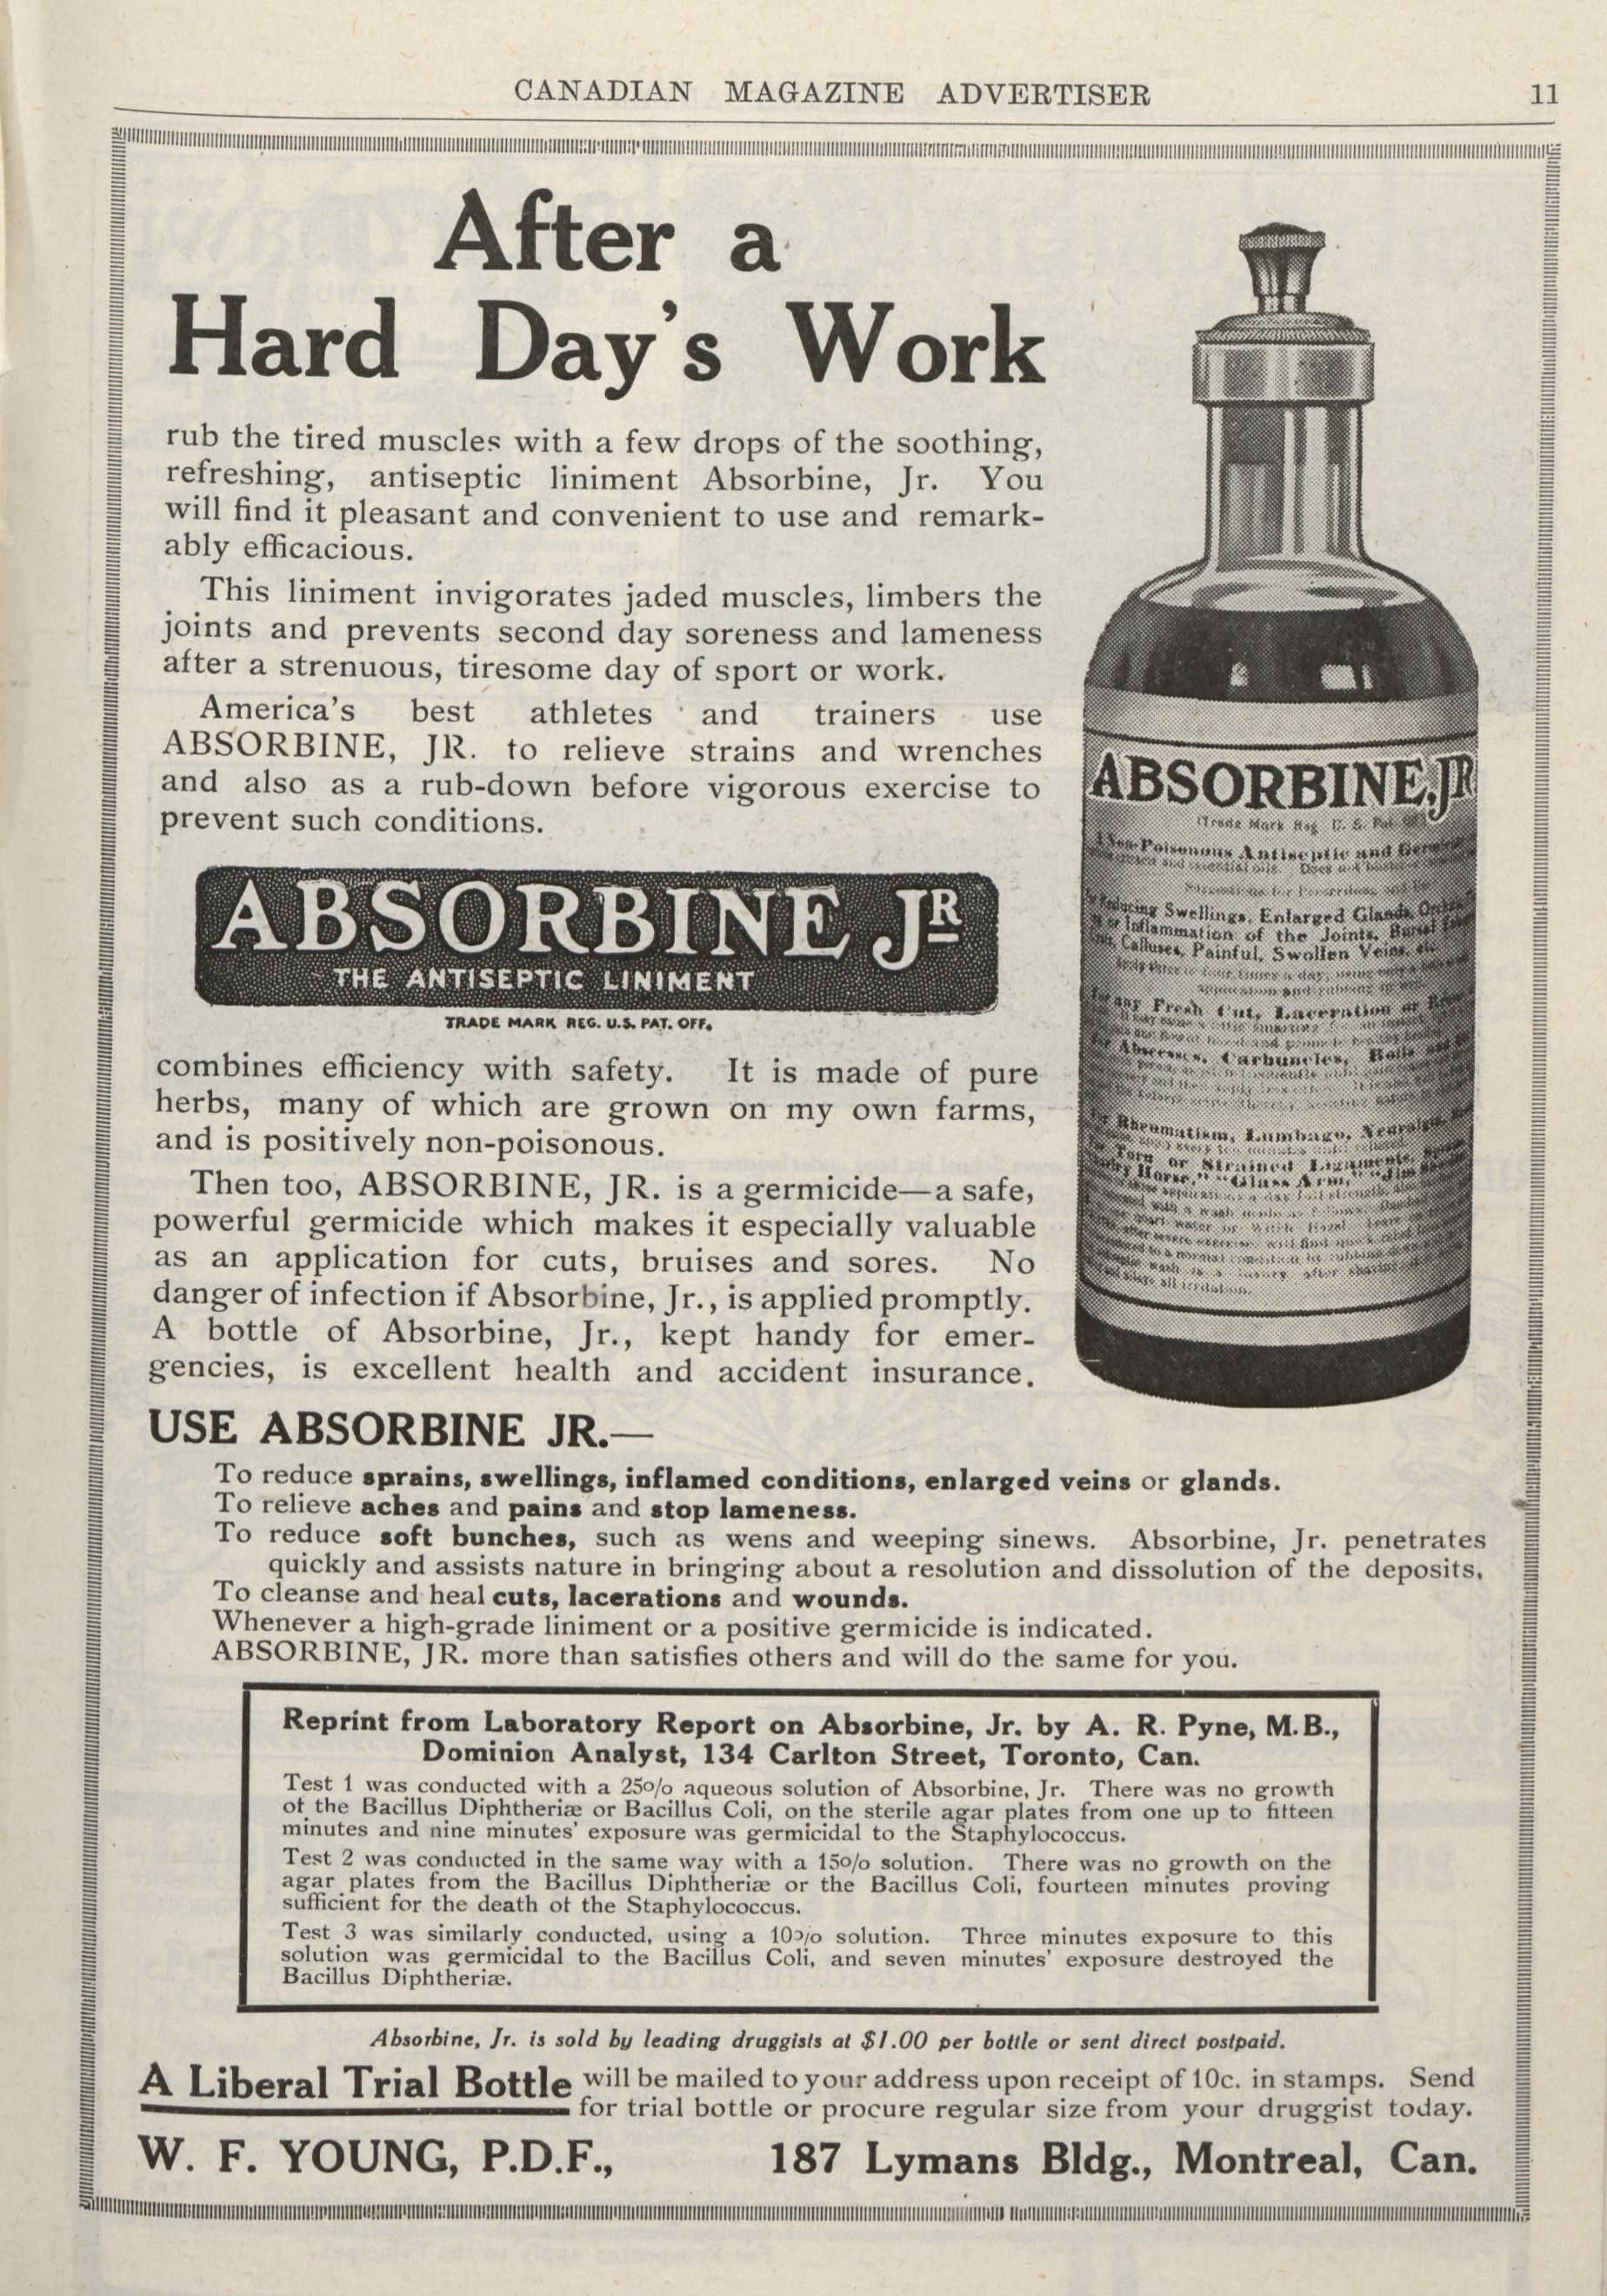 CANADIAN MAGAZINE ADVERTISER 11
After a
Hard Day's Work
rub the tired muscles with a few drops of the soothing,
refreshing, antiseptic liniment Absorbine, Jr. You
will find it pleasant and convenient to use and remark-
ably efficacious.
This liniment invigorates jaded muscles, limbers the
joints and prevents second day soreness and lameness
after a strenuous, tiresome day of sport or work.
America's best athletes and trainers use
ABSORBINE, JR. to relieve strains and wrenches
and also as a rub-down before vigorous exercise to
prevent such conditions.
ABSORBINE JR
THE ANTISEPTIC LINIMENT
TRADE MARK REG. U.S. PAT. OFF.
combines efficiency with safety. It is made of pure
herbs, many of which are grown on my own farms,
and is positively non-poisonous.
Then too, ABSORBINE, JR. is a germicide—a safe,
powerful germicide which makes it especially valuable
as an application for cuts, bruises and sores. No
danger of infection if Absorbine, Jr., is applied promptly.
A bottle of Absorbine, Jr., kept handy for emer-
gencies, is excellent health and accident insurance.
ABSORBINE, JR
(Trade Mark Reg. U. S. Pat.
Non-Poisonous Antiseptic and
Reducing Swellings, Enlarged Glands,
or Inflammation of the Joints,
Calluses, Painful, Swollen Veins,
any Fresh Cut, Laceration or
Abscesses, Carbuncles, Boils
Rheumatism, Lumbago,
Torn or Strained Ligaments,
Horse," "Glass Arm,"
all irritation.
USE ABSORBINE JR.—
To reduce sprains, swellings, inflamed conditions, enlarged veins or glands.
To relieve aches and pains and stop lameness.
To reduce soft bunches, such as wens and weeping sinews. Absorbine, Jr. penetrates
quickly and assists nature in bringing about a resolution and dissolution of the deposits.
To cleanse and heal cuts, lacerations and wounds.
Whenever a high-grade liniment or a positive germicide is indicated.
ABSORBINE, JR. more than satisfies others and will do the same for you.
Reprint from Laboratory Report on Absorbine, Jr. by A. R. Pyne, M.B.,
Dominion Analyst, 134 Carlton Street, Toronto, Can.
Test 1 was conducted with a 25% aqueous solution of Absorbine, Jr. There was no growth
of the Bacillus Diphtheriæ or Bacillus Coli, on the sterile agar plates from one up to fifteen
minutes and nine minutes' exposure was germicidal to the Staphylococcus.
Test 2 was conducted in the same way with a 15% solution. There was no growth on the
agar plates from the Bacillus Diphtheriæ or the Bacillus Coli, fourteen minutes proving
sufficient for the death of the Staphylococcus.
Test 3 was similarly conducted, using a 10% solution. Three minutes exposure to this
solution was germicidal to the Bacillus Coli, and seven minutes' exposure destroyed the
Bacillus Diphtheriæ.
Absorbine, Jr. is sold by leading druggists at $1.00 per bottle or sent direct postpaid.
A Liberal Trial Bottle will be mailed to your address upon receipt of 10c. in stamps. Send
for trial bottle or procure regular size from your druggist today.
W. F. YOUNG, P.D.F., 187 Lymans Bldg., Montreal, Can.